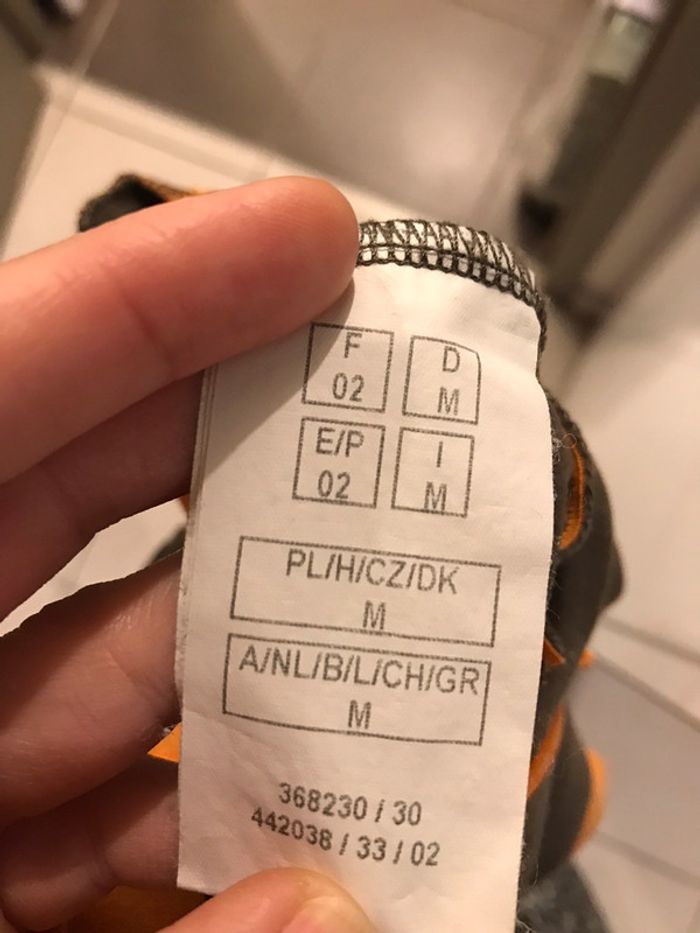 F
02
D
M
E/P
02
I
M
PL/H/CZ/DK
M
A/NL/B/L/CH/GR
M
368230 / 30
442038 / 33 / 02